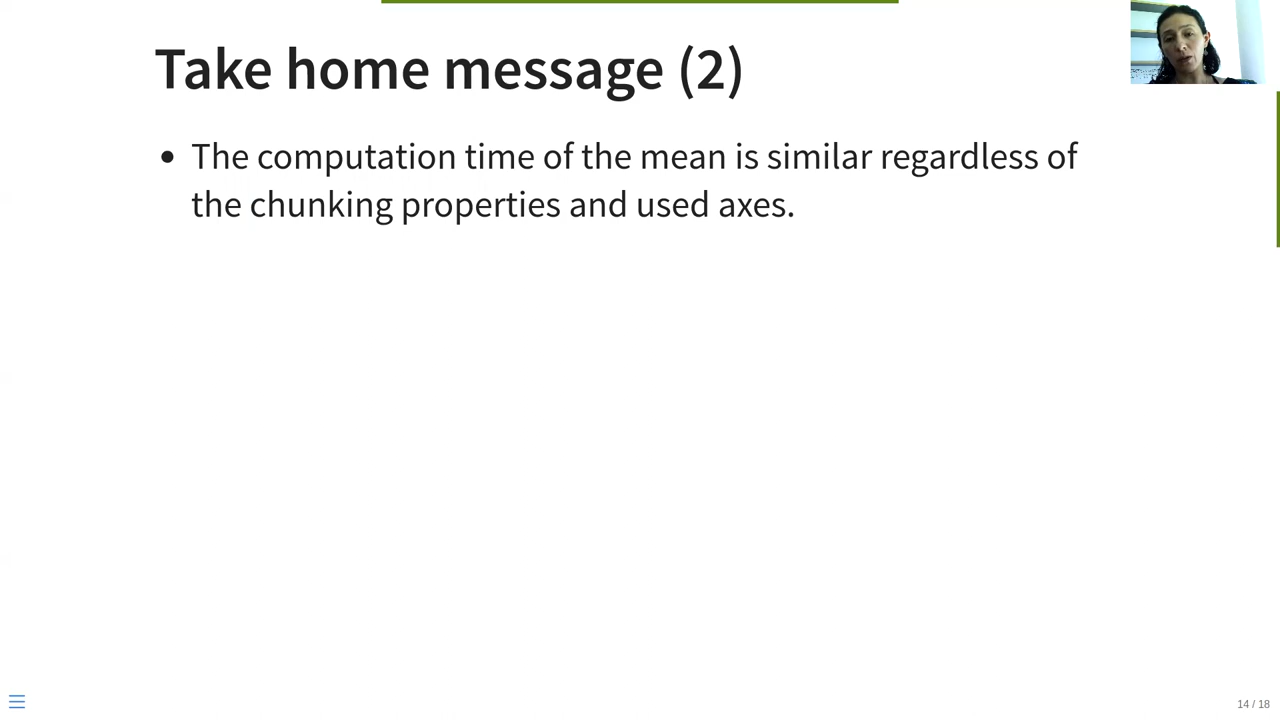 Take home message (2)
• The computation time of the mean is similar regardless of
the chunking properties and used axes.
14 / 18